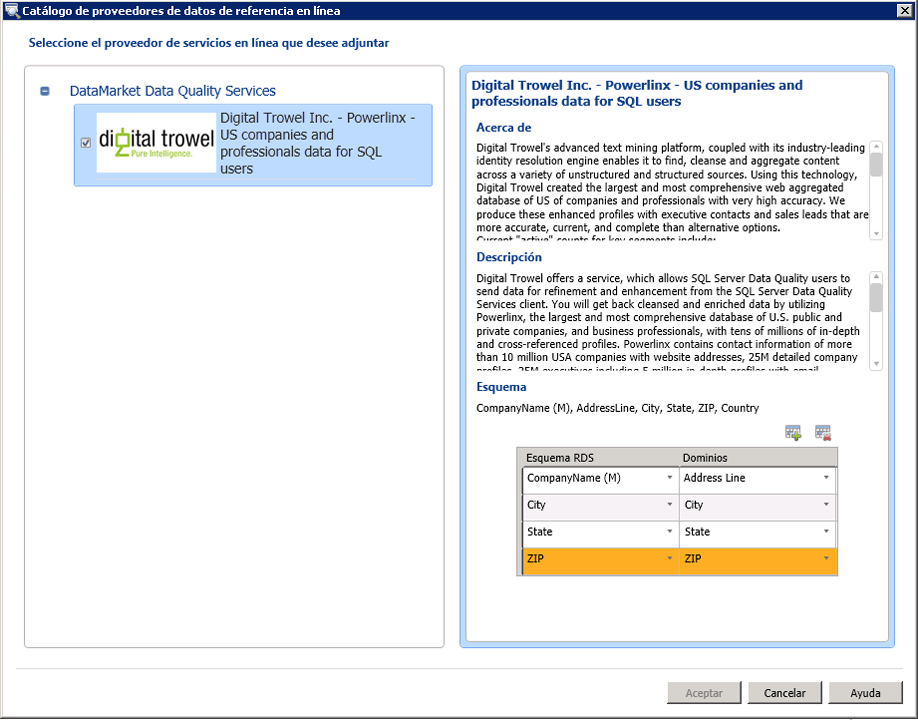 Catálogo de proveedores de datos de referencia en línea
Seleccione el proveedor de servicios en línea que desee adjuntar
DataMarket Data Quality Services
digital trowel
Pure Intelligence.
Digital Trowel Inc. - Powerlinx -
US companies and
professionals data for SQL
users
Digital Trowel Inc. - Powerlinx - US companies and
professionals data for SQL users
Acerca de
Digital Trowel's advanced text mining platform, coupled with its industry-leading
identity resolution engine enables it to find, cleanse and aggregate content
across a variety of unstructured and structured sources. Using this technology,
Digital Trowel created the largest and most comprehensive web aggregated
database of US of companies and professionals with very high accuracy. We
produce these enhanced profiles with executive contacts and sales leads that are
more accurate, current, and complete than alternative options.
Current "active" counts for key segments include:
Descripción
Digital Trowel offers a service, which allows SQL Server Data Quality users to
send data for refinement and enhancement from the SQL Server Data Quality
Services client. You will get back cleansed and enriched data by utilizing
Powerlinx, the largest and most comprehensive database of U.S. public and
private companies, and business professionals, with tens of millions of in-depth
and cross-referenced profiles. Powerlinx contains contact information of more
than 10 million USA companies with website addresses, 25M detailed company
profiles, 25M executives including 5 million in-depth profiles with email
Esquema
CompanyName (M), AddressLine, City, State, ZIP, Country
Esquema RDS Dominios
CompanyName (M) Address Line
City City
State State
ZIP ZIP
Aceptar Cancelar Ayuda